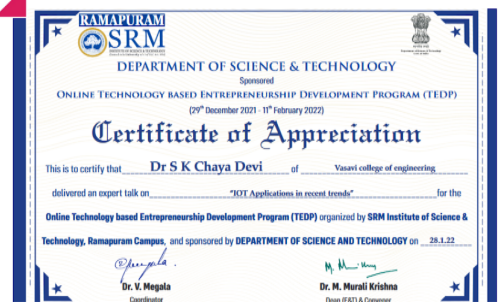 RAMAPURAM
SRM
DEPARTMENT OF SCIENCE & TECHNOLOGY
Sponsored
ONLINE TECHNOLOGY BASED ENTREPRENEURSHIP DEVELOPMENT PROGRAM (TEDP)
(29th December 2021 - 11th February 2022)
Certificate of Appreciation
This is to certify that Dr S K Chaya Devi of Vasavi college of engineering
delivered an expert talk on "IOT Applications in recent trends" for the
Online Technology based Entrepreneurship Development Program (TEDP) organized by SRM Institute of Science &
Technology, Ramapuram Campus, and sponsored by DEPARTMENT OF SCIENCE AND TECHNOLOGY on 28.1.22
Dr. V. Megala
Dr. M. Murali Krishna
Coordinator
Dean (E&T) & Convenor